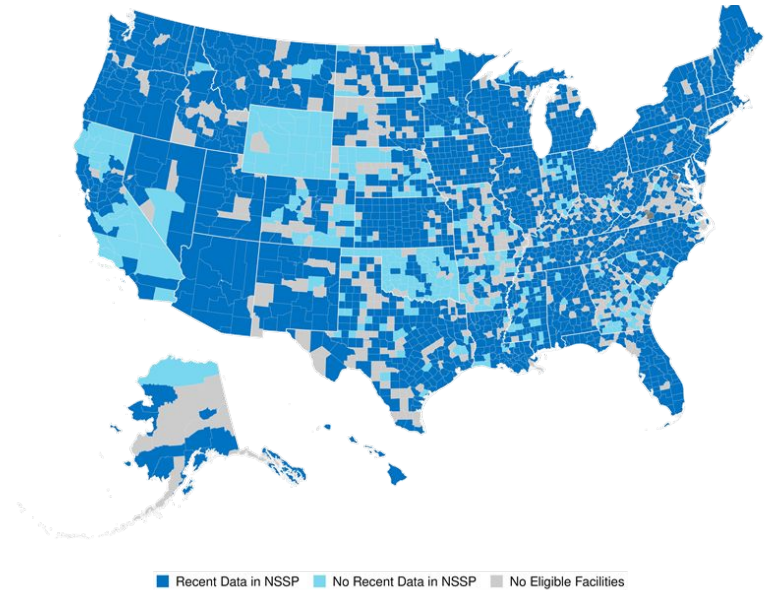 Recent Data in NSSP No Recent Data in NSSP No Eligible Facilities